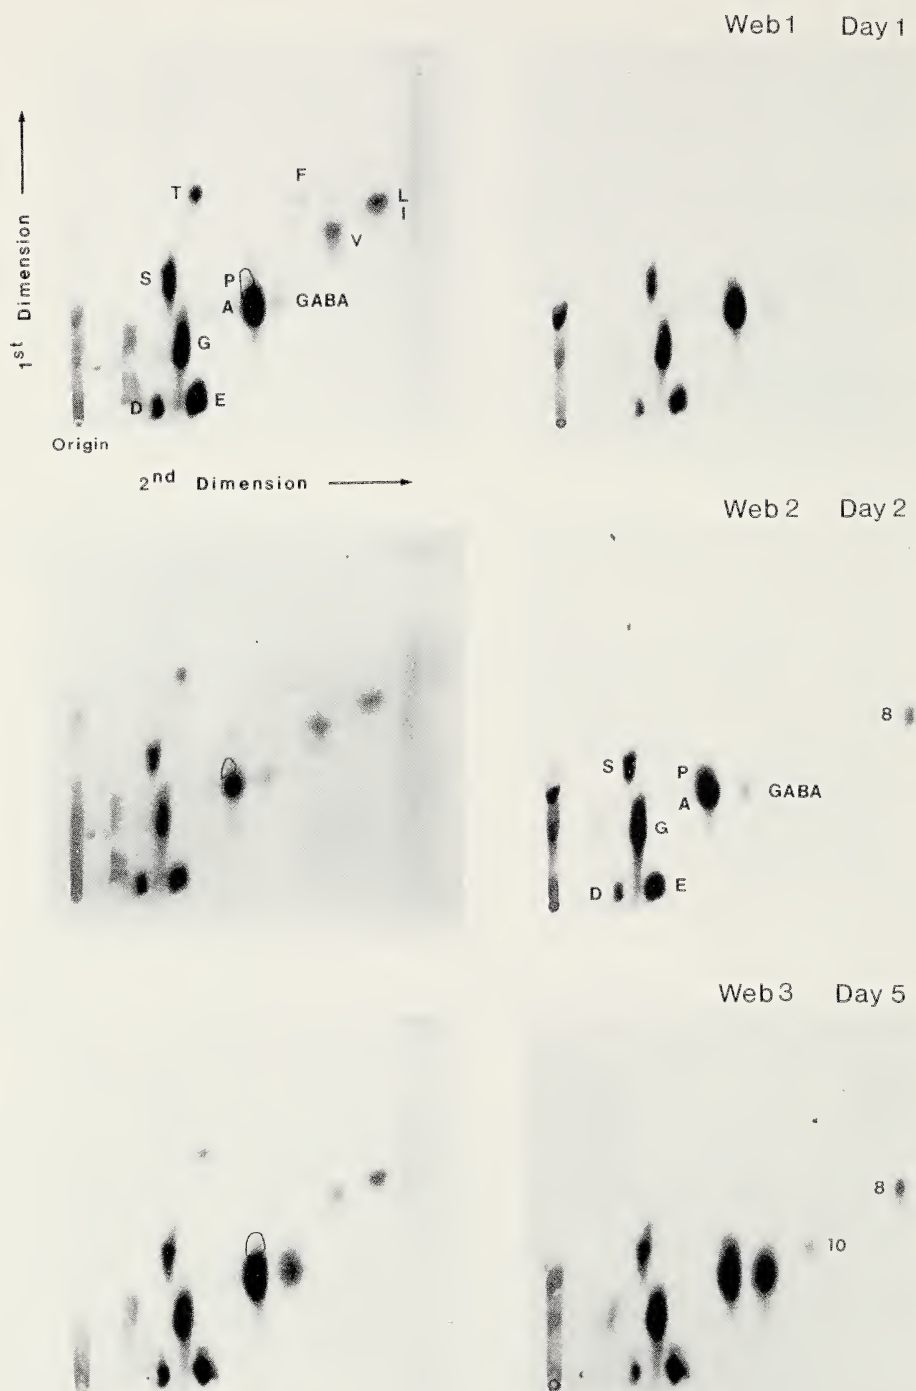 Web 1 Day 1
1st Dimension
T
F
L
I
V
S
P
A
GABA
G
D
E
Origin
2nd Dimension
Web 2 Day 2
8
S
P
A
GABA
G
D
E
Web 3 Day 5
8
10